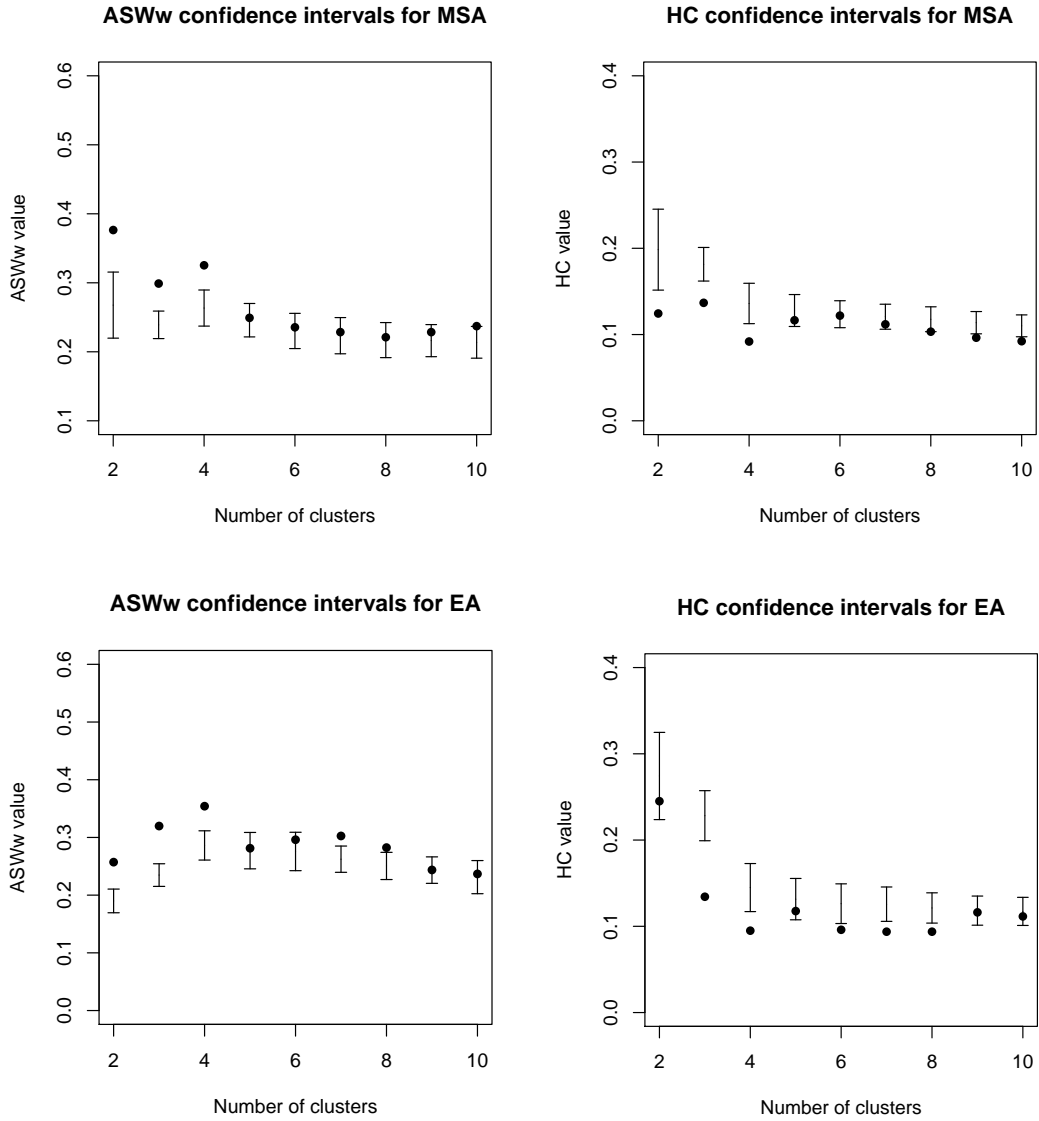 ASWw confidence intervals for MSA
ASWw value
0.6
0.5
0.4
0.3
0.2
0.1
2 4 6 8 10
Number of clusters
HC confidence intervals for MSA
HC value
0.4
0.3
0.2
0.1
0.0
2 4 6 8 10
Number of clusters
ASWw confidence intervals for EA
ASWw value
0.6
0.5
0.4
0.3
0.2
0.1
0.0
2 4 6 8 10
Number of clusters
HC confidence intervals for EA
HC value
0.4
0.3
0.2
0.1
0.0
2 4 6 8 10
Number of clusters